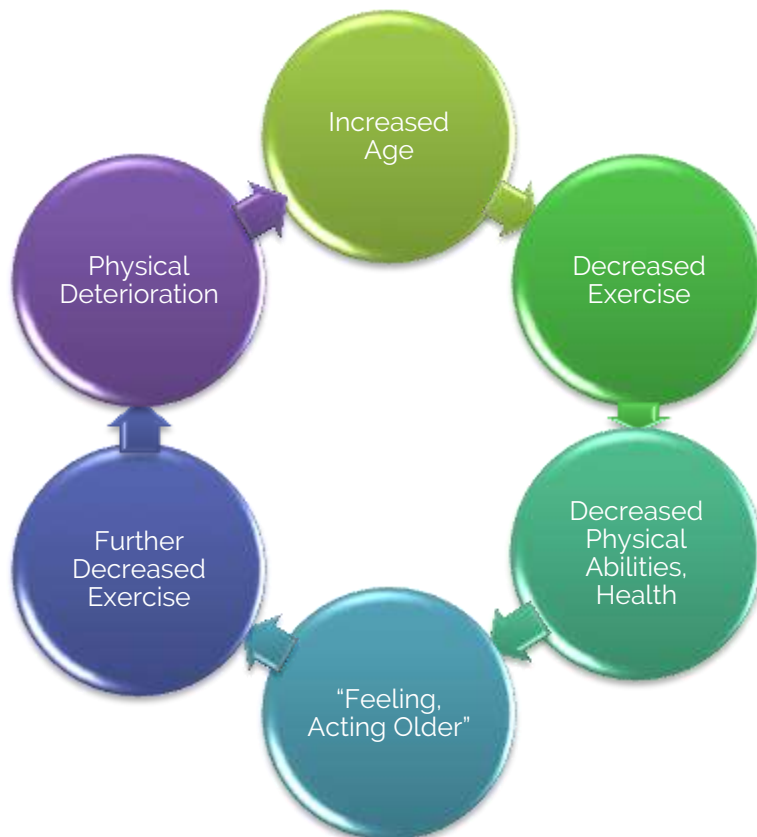 Increased
Age
Decreased
Exercise
Decreased
Physical
Abilities,
Health
“Feeling,
Acting Older”
Further
Decreased
Exercise
Physical
Deterioration